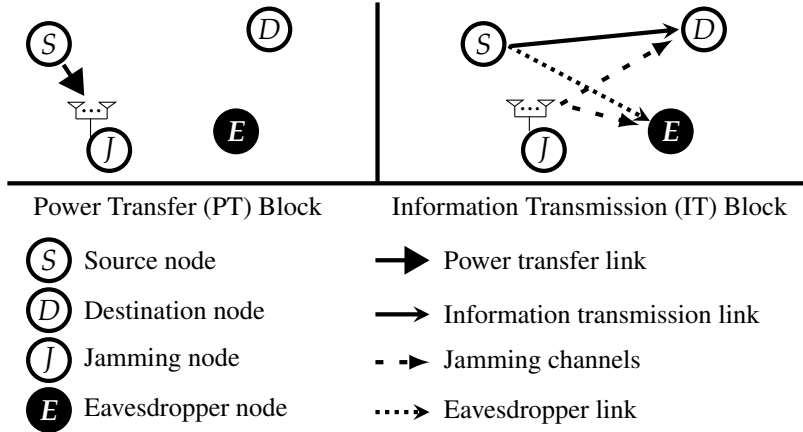 S
D
J
E
S
D
J
E
Power Transfer (PT) Block
Information Transmission (IT) Block
S Source node
Power transfer link
D Destination node
Information transmission link
J Jamming node
Jamming channels
E Eavesdropper node
Eavesdropper link